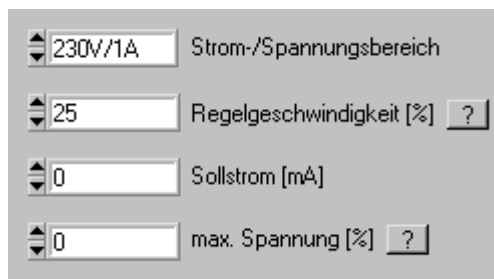 230V/1A Strom-/Spannungsbereich
25 Regelgeschwindigkeit [%] ?
0 Sollstrom [mA]
0 max. Spannung [%] ?